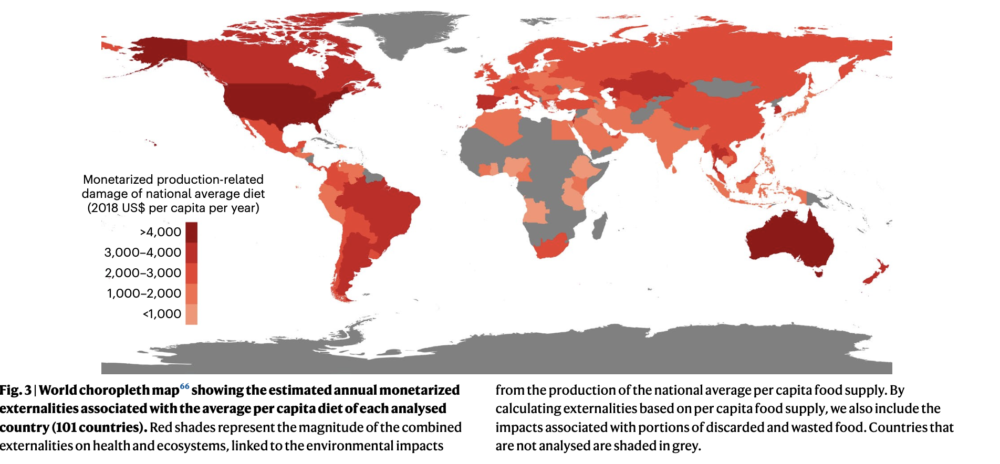 Monetarized production-related
damage of national average diet
(2018 US$ per capita per year)
>4,000
3,000–4,000
2,000–3,000
1,000–2,000
<1,000
Fig. 3 | World choropleth map66 showing the estimated annual monetarized
externalities associated with the average per capita diet of each analysed
country (101 countries). Red shades represent the magnitude of the combined
externalities on health and ecosystems, linked to the environmental impacts
from the production of the national average per capita food supply. By
calculating externalities based on per capita food supply, we also include the
impacts associated with portions of discarded and wasted food. Countries that
are not analysed are shaded in grey.